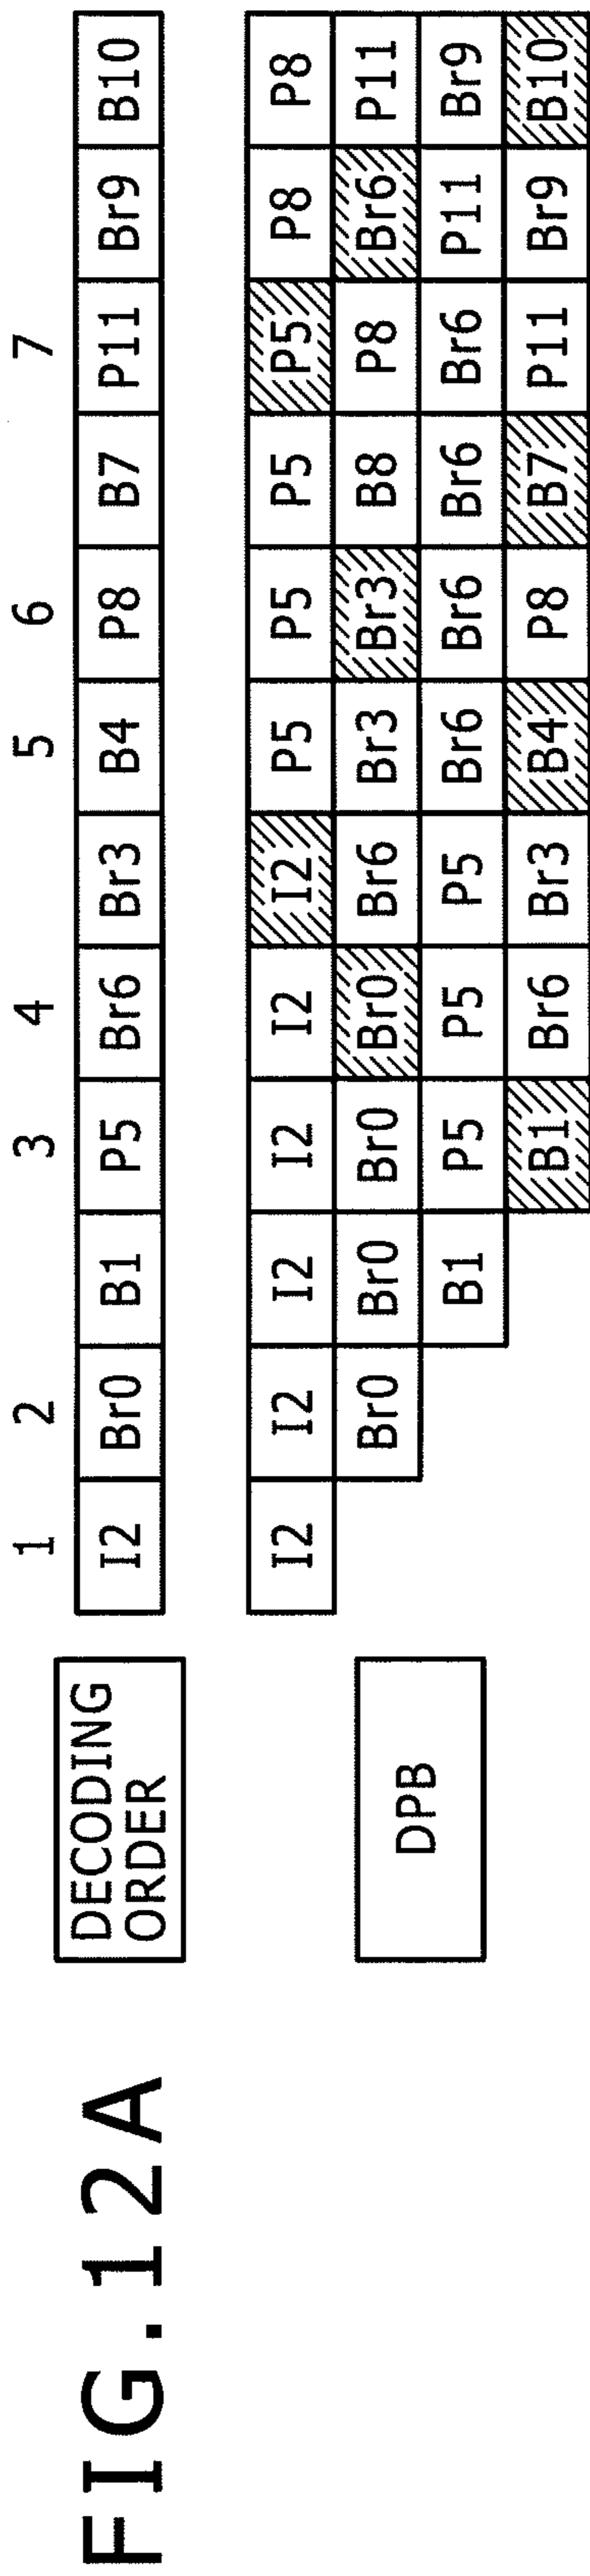 FIG.12A
1 2 3 4 5 6 7
DECODING
ORDER
I2 Br0 B1 P5 Br6 Br3 B4 P8 B7 P11 Br9 B10
DPB
I2 I2 I2 I2 I2 I2 P5 P5 P5 P5 P8 P8
Br0 Br0 Br0 Br0 Br6 Br3 Br3 B8 P8 Br6 P11
B1 P5 P5 P5 Br6 Br6 Br6 Br6 P11 Br9
B1 Br6 Br3 B4 P8 B7 P11 Br9 B10